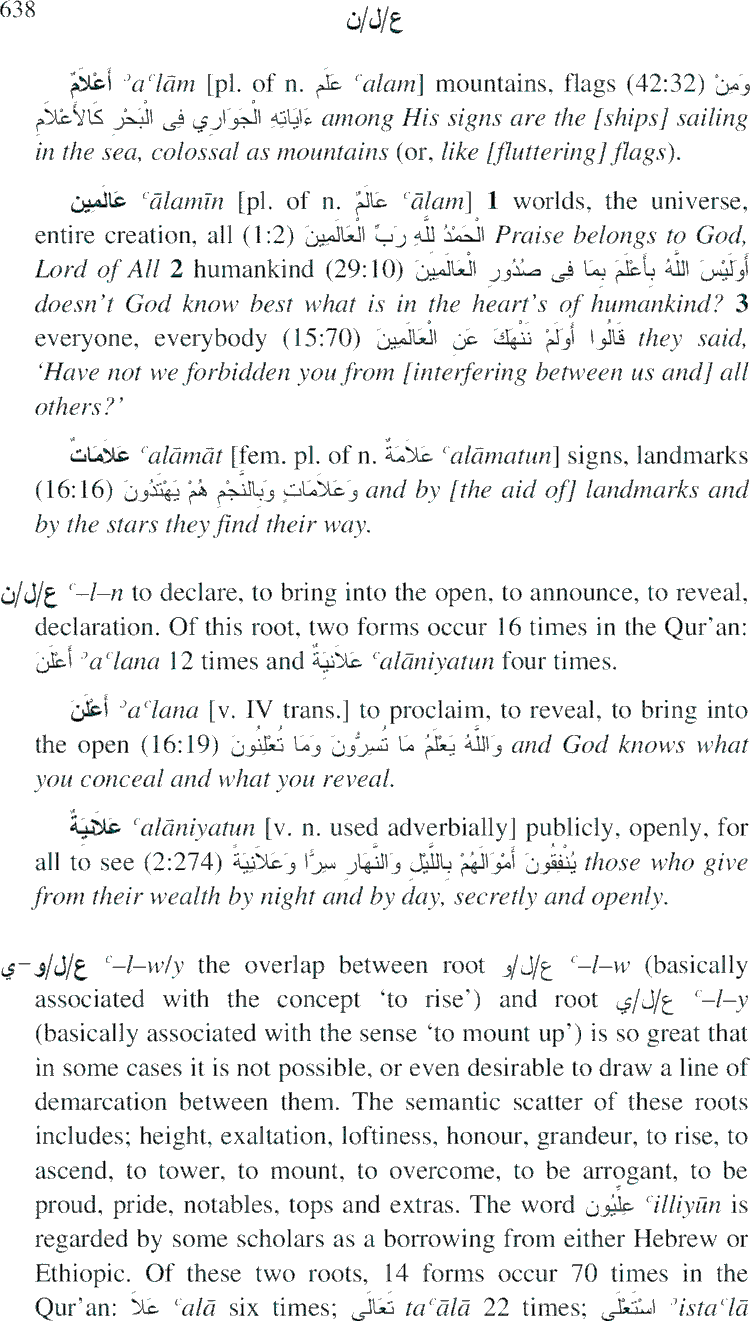 638
ع/ل/ن
أَعْلاَمٌ ʾaʿlām [pl. of n. عَلَم ʿalam] mountains, flags (42:32) وَمِنْ
ءَايَاتِهِ الْجَوَارِي فِى الْبَحْرِ كَالأَعْلاَمِ among His signs are the [ships] sailing
in the sea, colossal as mountains (or, like [fluttering] flags).
عَالَمِين ʿālamīn [pl. of n. عَالَمٌ ʿālam] 1 worlds, the universe,
entire creation, all (1:2) الْحَمْدُ للَّهِ رَبِّ الْعَالَمِينَ Praise belongs to God,
Lord of All 2 humankind (29:10) أَوَلَيْسَ اللَّهُ بِأَعْلَمَ بِمَا فِى صُدُورِ الْعَالَمِينَ
doesn’t God know best what is in the heart’s of humankind? 3
everyone, everybody (15:70) قَالُوا أَوَلَمْ نَنْهَكَ عَنِ الْعَالَمِينَ they said,
‘Have not we forbidden you from [interfering between us and] all
others?’
عَلاَمَاتٌ ʿalāmāt [fem. pl. of n. عَلاَمَةٌ ʿalāmatun] signs, landmarks
(16:16) وَعَلاَمَاتٍ وَبِالنَّجْمِ هُمْ يَهْتَدُونَ and by [the aid of] landmarks and
by the stars they find their way.
ع/ل/ن ʿ–l–n to declare, to bring into the open, to announce, to reveal,
declaration. Of this root, two forms occur 16 times in the Qur’an:
أَعْلَنَ ʾaʿlana 12 times and عَلاَنِيَةٌ ʿalāniyatun four times.
أَعْلَنَ ʾaʿlana [v. IV trans.] to proclaim, to reveal, to bring into
the open (16:19) وَاللَّهُ يَعْلَمُ مَا تُسِرُّونَ وَمَا تُعْلِنُونَ and God knows what
you conceal and what you reveal.
عَلاَنِيَةٌ ʿalāniyatun [v. n. used adverbially] publicly, openly, for
all to see (2:274) يُنْفِقُونَ أَمْوَالَهُمْ بِاللَّيْلِ وَالنَّهَارِ سِرًّا وَعَلاَنِيَةً those who give
from their wealth by night and by day, secretly and openly.
ع/ل/و–ي ʿ–l–w/y the overlap between root ع/ل/و ʿ–l–w (basically
associated with the concept ‘to rise’) and root ع/ل/ي ʿ–l–y
(basically associated with the sense ‘to mount up’) is so great that
in some cases it is not possible, or even desirable to draw a line of
demarcation between them. The semantic scatter of these roots
includes; height, exaltation, loftiness, honour, grandeur, to rise, to
ascend, to tower, to mount, to overcome, to be arrogant, to be
proud, pride, notables, tops and extras. The word عِلِّيُّون ʿilliyūn is
regarded by some scholars as a borrowing from either Hebrew or
Ethiopic. Of these two roots, 14 forms occur 70 times in the
Qur’an: عَلاَ ʿalā six times; تَعَالَى taʿālā 22 times; اسْتَعْلَى ʾistaʿlā